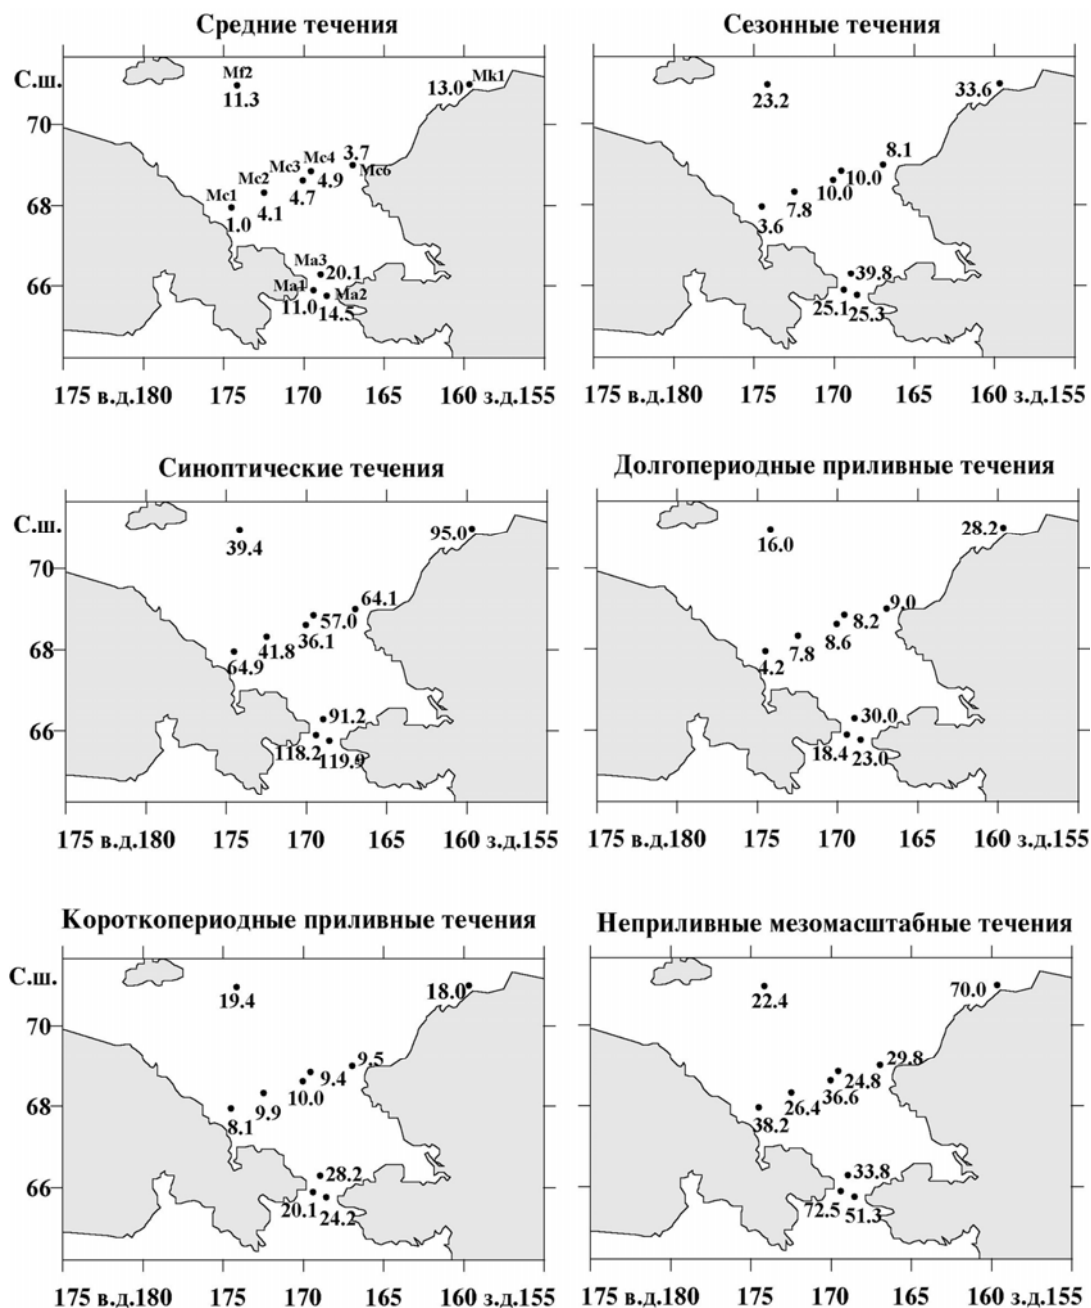 Средние течения
С.ш.
Mf2
11.3
13.0
Mk1
70
3.7
Mc4
Mc3
Mc6
Mc2
4.9
Mc1
4.7
68
4.1
1.0
Ma3
20.1
66
Ma1
Ma2
11.0
14.5
175 в.д.180 175 170 165 160 з.д.155
Сезонные течения
23.2
33.6
8.1
10.0
10.0
7.8
3.6
39.8
25.1
25.3
175 в.д.180 175 170 165 160 з.д.155
Синоптические течения
С.ш.
39.4
95.0
70
64.1
57.0
36.1
41.8
68
64.9
91.2
66
118.2
119.9
175 в.д.180 175 170 165 160 з.д.155
Долгопериодные приливные течения
16.0
28.2
9.0
8.2
8.6
7.8
4.2
30.0
18.4
23.0
175 в.д.180 175 170 165 160 з.д.155
Короткопериодные приливные течения
С.ш.
19.4
18.0
70
9.5
9.4
10.0
9.9
68
8.1
28.2
66
20.1
24.2
175 в.д.180 175 170 165 160 з.д.155
Неприливные мезомасштабные течения
22.4
70.0
29.8
24.8
36.6
26.4
38.2
33.8
72.5
51.3
175 в.д.180 175 170 165 160 з.д.155